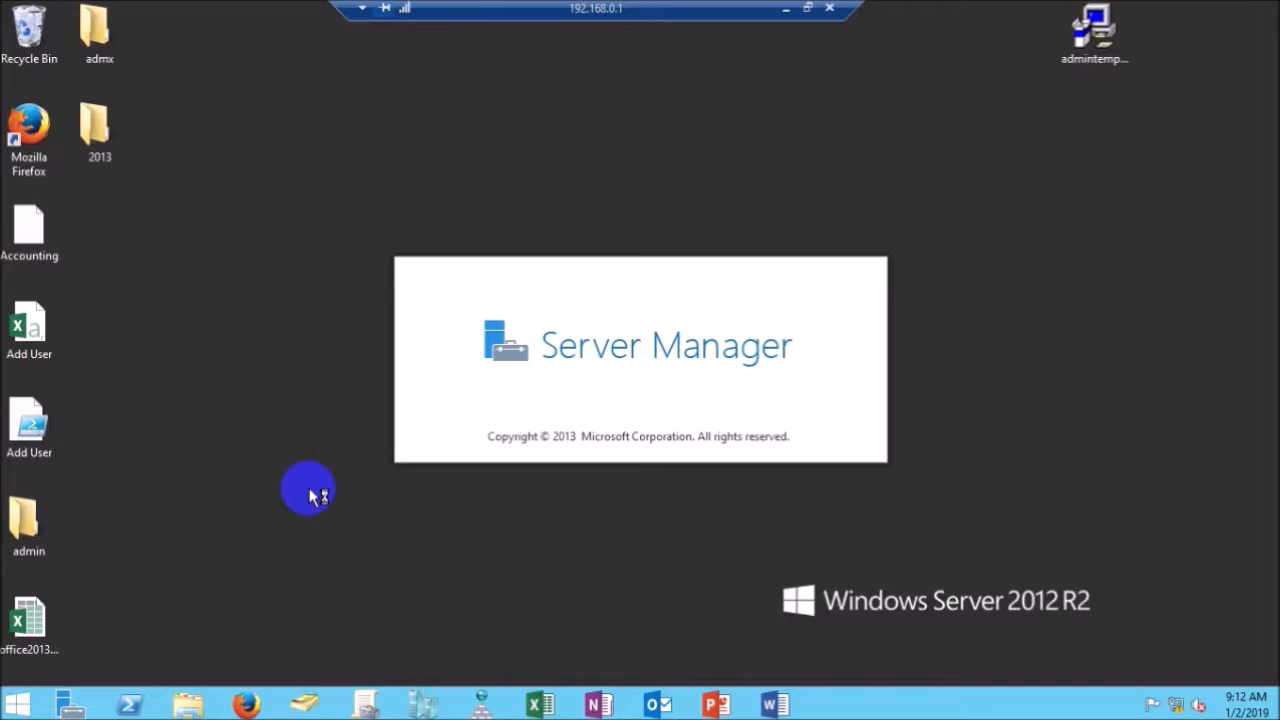 192.168.0.1
Recycle Bin
admx
admintemp...
Mozilla
Firefox
2013
Accounting
Add User
Add User
admin
office2013...
Server Manager
Copyright © 2013 Microsoft Corporation. All rights reserved.
Windows Server 2012 R2
9:12 AM
1/2/2019